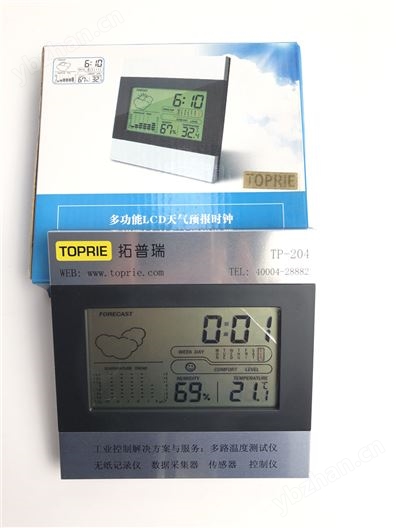 6:10
67%
32
TOPRIE
6:10
67%
32.4
TOPRIE
多功能LCD天气预报时钟
TOPRIE 拓普瑞 TP-204
WEB: www.toprie.com TEL: 40004-28882
FORECAST
0:01
WEEK DAY
COMFORT LEVEL
HUMIDITY TEMPERATURE
69% 21.1℃
工业控制解决方案与服务: 多路温度测试仪
无纸记录仪 数据采集器 传感器 控制仪